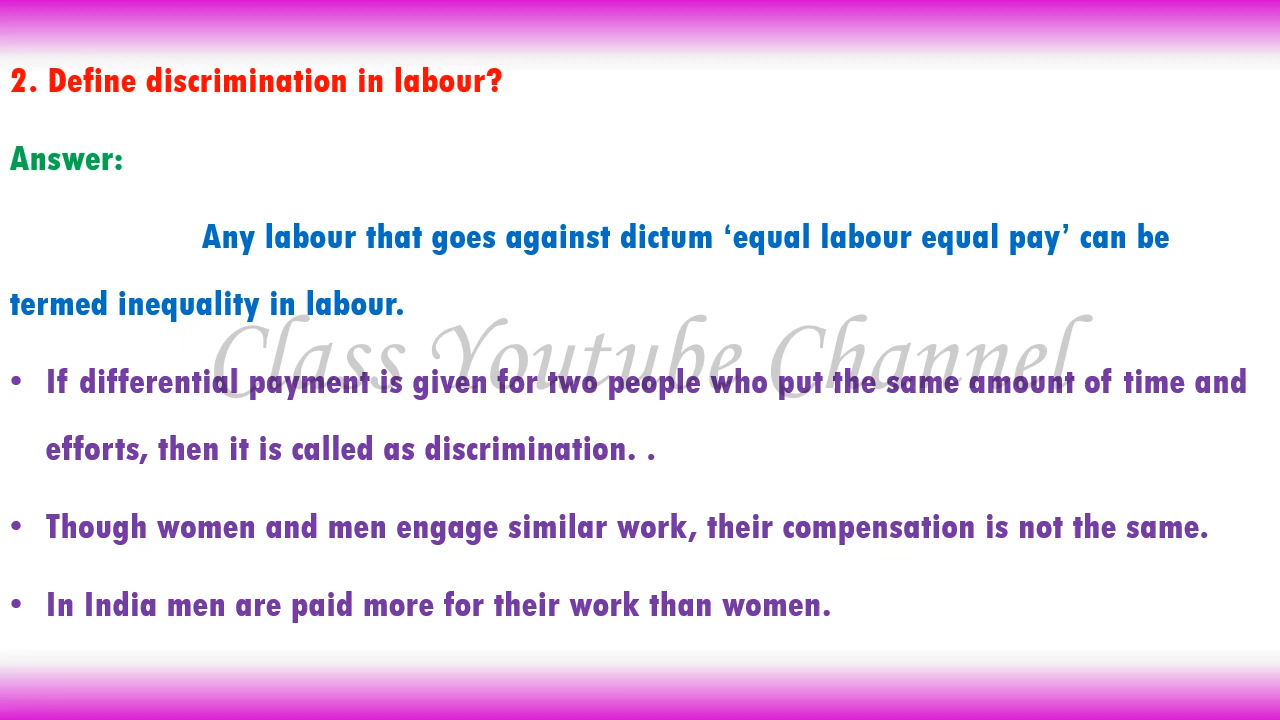 2. Define discrimination in labour?
Answer:
Any labour that goes against dictum ‘equal labour equal pay’ can be
termed inequality in labour.
Class Youtube Channel
• If differential payment is given for two people who put the same amount of time and
efforts, then it is called as discrimination. .
• Though women and men engage similar work, their compensation is not the same.
• In India men are paid more for their work than women.